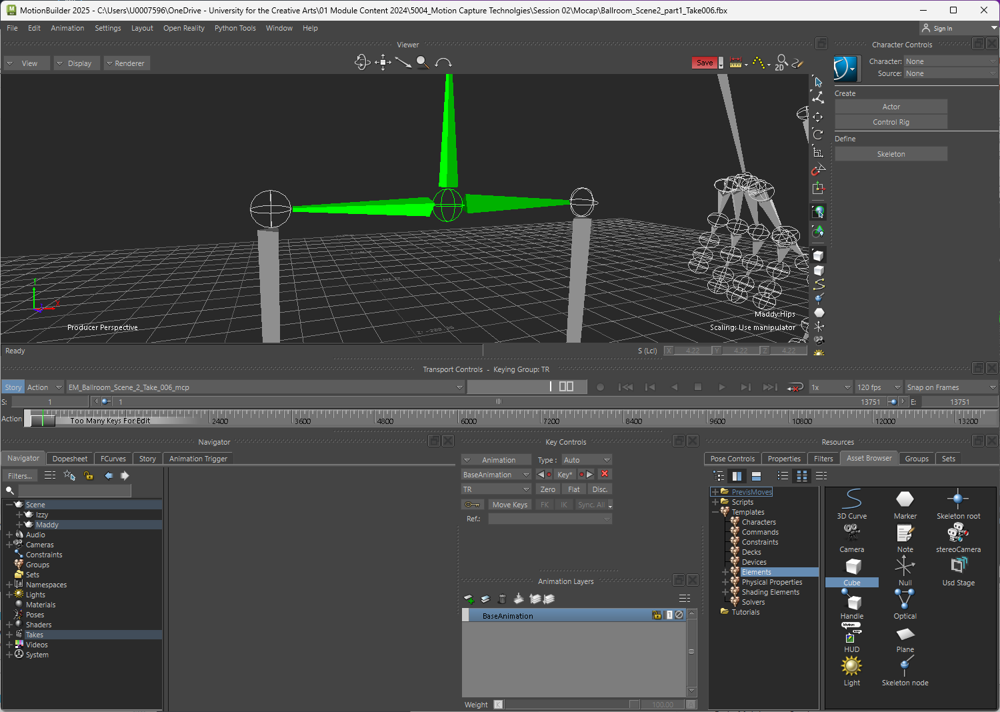 MotionBuilder 2025 - C:\Users\U0007596\OneDrive - University for the Creative Arts\01 Module Content 2024\5004_Motion Capture Technolgies\Session 02\Mocap\Ballroom_Scene2_part1_Take006.fbx
File Edit Animation Settings Layout Open Reality Python Tools Window Help
Sign In
Viewer
View Display Renderer
Save
2D
Character Controls
Character: None
Source: None
Create
Actor
Control Rig
Define
Skeleton
Y
X
Producer Perspective
Maddy:Hips
Scaling: Use manipulator
Ready
S (Lcl) X 4.22 Y 4.22 Z 4.22
Transport Controls - Keying Group: TR
Story Action EM_Ballroom_Scene_2_Take_006_mcp
1x 120 fps Snap on Frames
S: 1 1 13751 E: 13751
Action Too Many Keys For Edit 2400 3600 4800 6000 7200 8400 9600 10800 12000 13200
Navigator
Navigator Dopesheet FCurves Story Animation Trigger
Filters...
Scene
Izzy
Maddy
Audio
Cameras
Constraints
Groups
Sets
Namespaces
Lights
Materials
Poses
Shaders
Takes
Videos
System
Key Controls
Animation Type : Auto
BaseAnimation Key*
TR Zero Flat Disc.
Move Keys FK IK Sync. All
Ref.:
Animation Layers
BaseAnimation 1
Weight K 100.00 A
Resources
Pose Controls Properties Filters Asset Browser Groups Sets
PrevisMoves
Scripts
Templates
Characters
Commands
Constraints
Decks
Devices
Elements
Physical Properties
Shading Elements
Solvers
Tutorials
3D Curve Marker Skeleton root
Camera Note stereoCamera
Cube Null Usd Stage
Handle Optical
Motion
HUD Plane
Light Skeleton node